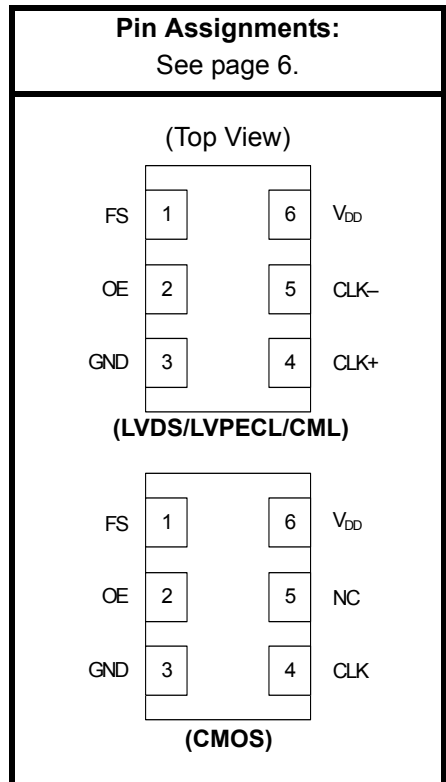 Pin Assignments:
See page 6.
(Top View)
FS 1 6 VDD
OE 2 5 CLK–
GND 3 4 CLK+
(LVDS/LVPECL/CML)
FS 1 6 VDD
OE 2 5 NC
GND 3 4 CLK
(CMOS)